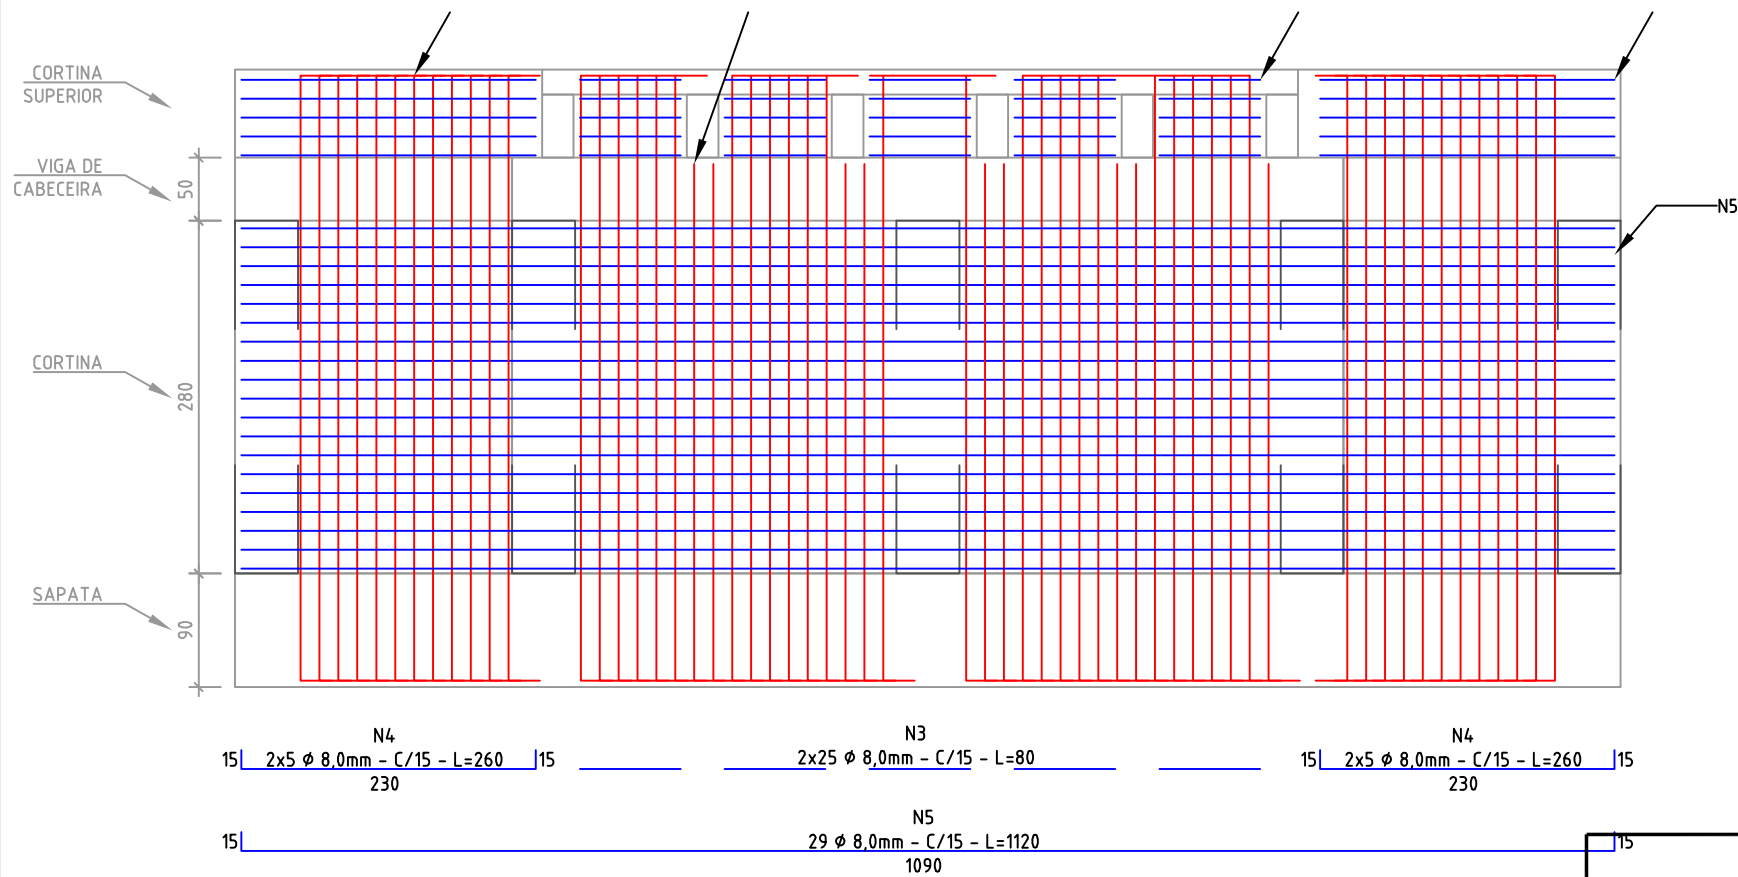 CORTINA
SUPERIOR
VIGA DE
CABECEIRA
50
N5
CORTINA
280
SAPATA
90
N4
15 2x5 Φ 8,0mm - C/15 - L=260 15
230
N3
2x25 Φ 8,0mm - C/15 - L=80
N4
15 2x5 Φ 8,0mm - C/15 - L=260 15
230
N5
15 29 Φ 8,0mm - C/15 - L=1120 15
1090